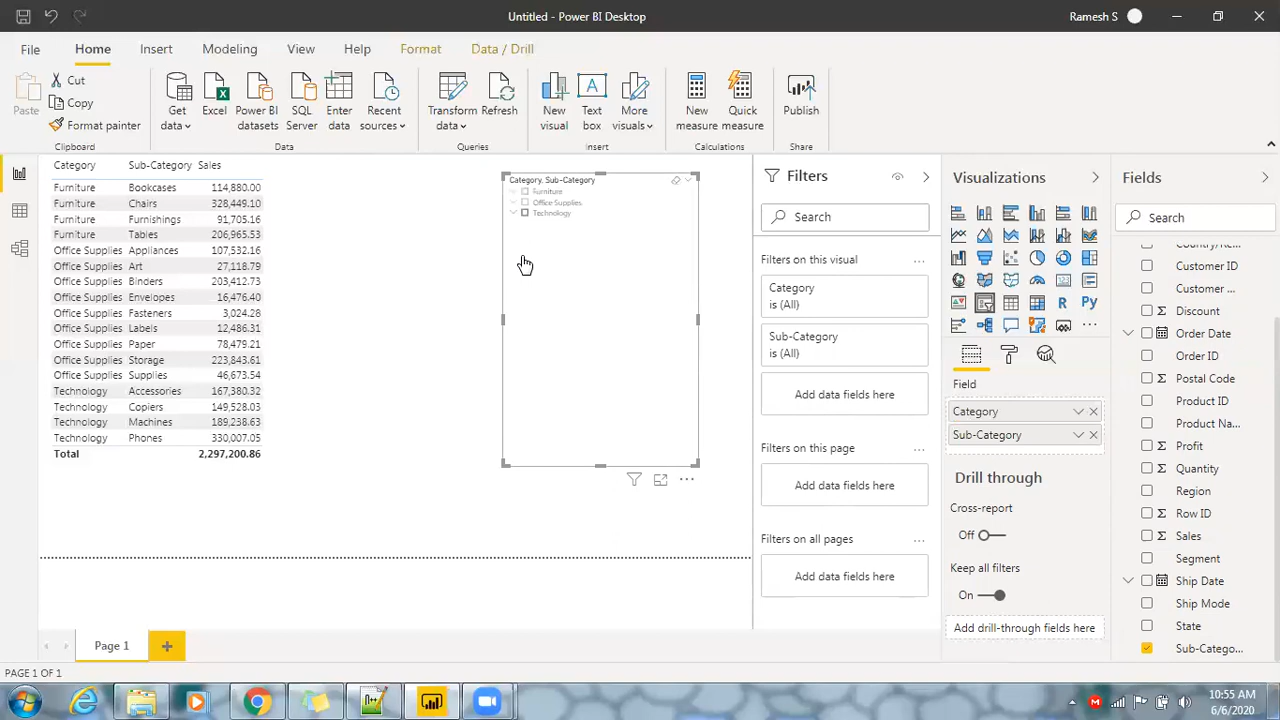 Untitled - Power BI Desktop
Ramesh S
File Home Insert Modeling View Help Format Data / Drill
Paste
Cut
Copy
Format painter
Clipboard
Get data
Excel
Power BI datasets
SQL Server
Enter data
Recent sources
Data
Transform data
Refresh
Queries
New visual
Text box
More visuals
Insert
New measure
Quick measure
Calculations
Publish
Share
Category Sub-Category Sales
Furniture Bookcases 114,880.00
Furniture Chairs 328,449.10
Furniture Furnishings 91,705.16
Furniture Tables 206,965.53
Office Supplies Appliances 107,532.16
Office Supplies Art 27,118.79
Office Supplies Binders 203,412.73
Office Supplies Envelopes 16,476.40
Office Supplies Fasteners 3,024.28
Office Supplies Labels 12,486.31
Office Supplies Paper 78,479.21
Office Supplies Storage 223,843.61
Office Supplies Supplies 46,673.54
Technology Accessories 167,380.32
Technology Copiers 149,528.03
Technology Machines 189,238.63
Technology Phones 330,007.05
Total 2,297,200.86
Category, Sub-Category
Furniture
Office Supplies
Technology
Filters
Search
Filters on this visual
Category
is (All)
Sub-Category
is (All)
Add data fields here
Filters on this page
Add data fields here
Filters on all pages
Add data fields here
Visualizations
R Py
Field
Category
Sub-Category
Drill through
Cross-report
Off
Keep all filters
On
Add drill-through fields here
Fields
Search
Country/Re...
Customer ID
Customer ...
Discount
Order Date
Order ID
Postal Code
Product ID
Product Na...
Profit
Quantity
Region
Row ID
Sales
Segment
Ship Date
Ship Mode
State
Sub-Catego...
Page 1
PAGE 1 OF 1
10:55 AM
6/6/2020